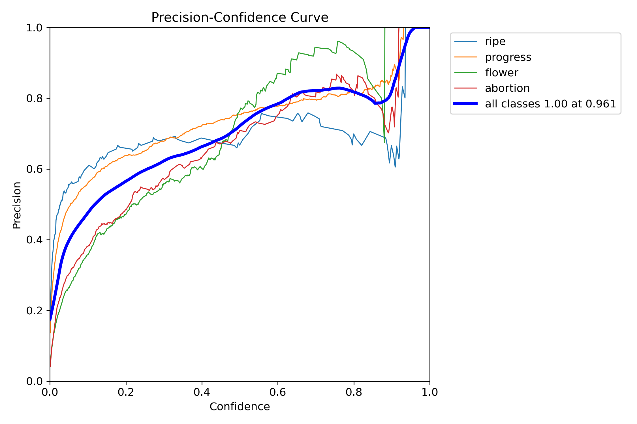 Precision-Confidence Curve
1.0
0.8
0.6
0.4
0.2
0.0
Precision
0.0 0.2 0.4 0.6 0.8 1.0
Confidence
ripe
progress
flower
abortion
all classes 1.00 at 0.961